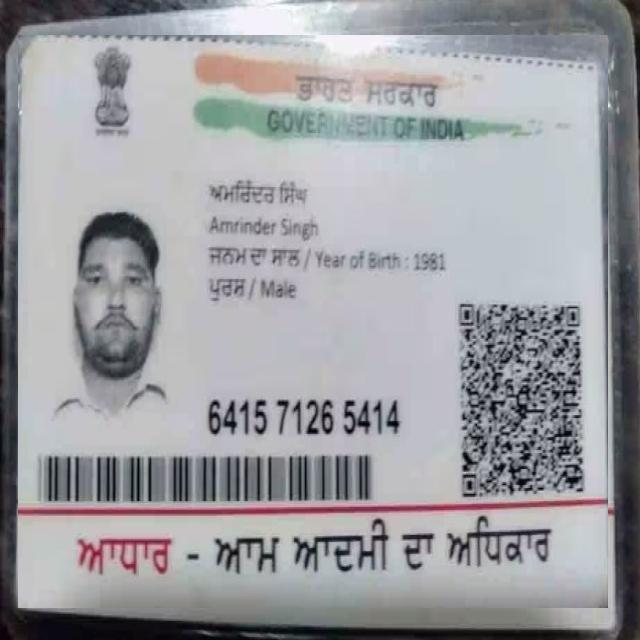 ਭਾਰਤ ਸਰਕਾਰ
GOVERNMENT OF INDIA
ਅਮਰਿੰਦਰ ਸਿੰਘ
Amrinder Singh
ਜਨਮ ਦਾ ਸਾਲ / Year of Birth : 1981
ਪੁਰਸ਼ / Male
6415 7126 5414
ਆਧਾਰ - ਆਮ ਆਦਮੀ ਦਾ ਅਧਿਕਾਰ